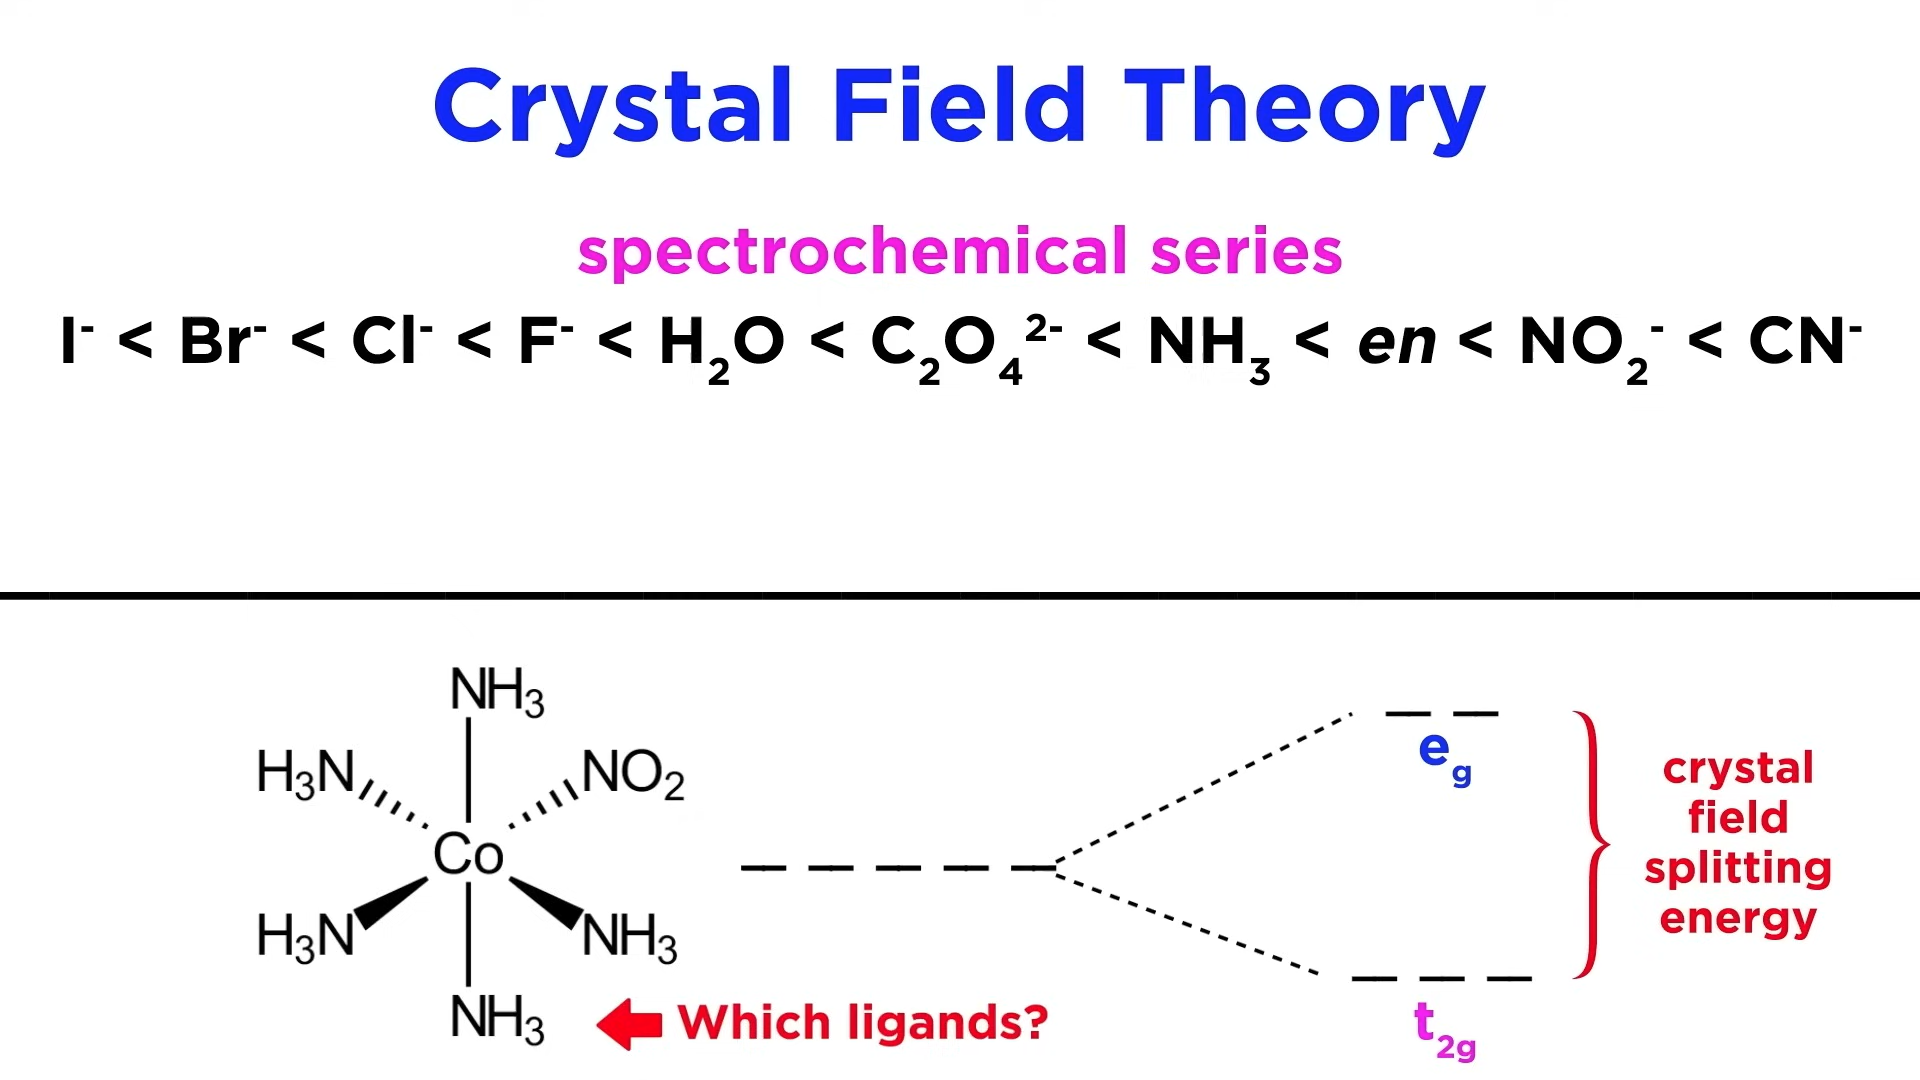 Crystal Field Theory
spectrochemical series
I⁻ < Br⁻ < Cl⁻ < F⁻ < H₂O < C₂O₄²⁻ < NH₃ < en < NO₂⁻ < CN⁻
NH₃
H₃N
NO₂
Co
H₃N
NH₃
NH₃
Which ligands?
e_g
t₂g
crystal
field
splitting
energy